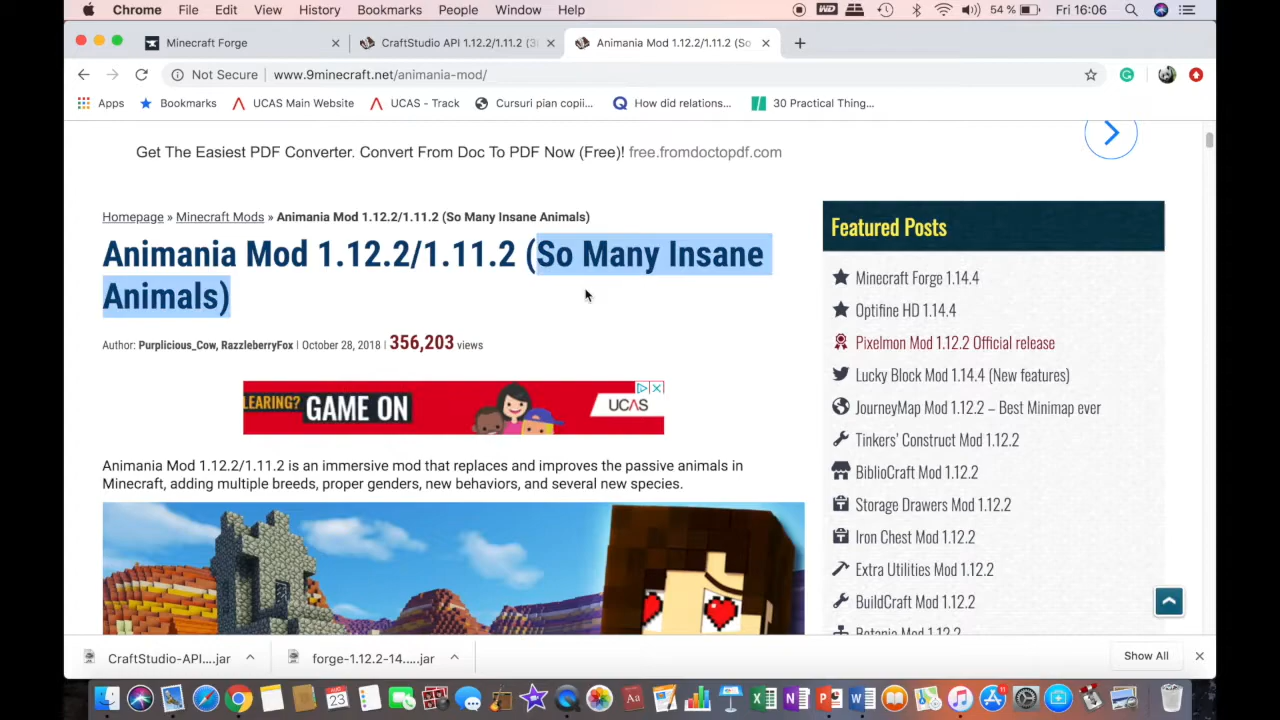 Chrome File Edit View History Bookmarks People Window Help 54 % Fri 16:06
Minecraft Forge CraftStudio API 1.12.2/1.11.2 (3 Animania Mod 1.12.2/1.11.2 (So
Not Secure www.9minecraft.net/animania-mod/
Apps Bookmarks UCAS Main Website UCAS - Track Cursuri pian copii,... How did relations... 30 Practical Thing...
Get The Easiest PDF Converter. Convert From Doc To PDF Now (Free)! free.fromdoctopdf.com
Homepage » Minecraft Mods » Animania Mod 1.12.2/1.11.2 (So Many Insane Animals)
Animania Mod 1.12.2/1.11.2 (So Many Insane
Animals)
Author: Purplicious_Cow, RazzleberryFox | October 28, 2018 | 356,203 views
LEARING? GAME ON UCAS
Animania Mod 1.12.2/1.11.2 is an immersive mod that replaces and improves the passive animals in
Minecraft, adding multiple breeds, proper genders, new behaviors, and several new species.
Featured Posts
Minecraft Forge 1.14.4
Optifine HD 1.14.4
Pixelmon Mod 1.12.2 Official release
Lucky Block Mod 1.14.4 (New features)
JourneyMap Mod 1.12.2 – Best Minimap ever
Tinkers' Construct Mod 1.12.2
BiblioCraft Mod 1.12.2
Storage Drawers Mod 1.12.2
Iron Chest Mod 1.12.2
Extra Utilities Mod 1.12.2
BuildCraft Mod 1.12.2
Botania Mod 1.12.2
CraftStudio-API....jar forge-1.12.2-14.....jar Show All